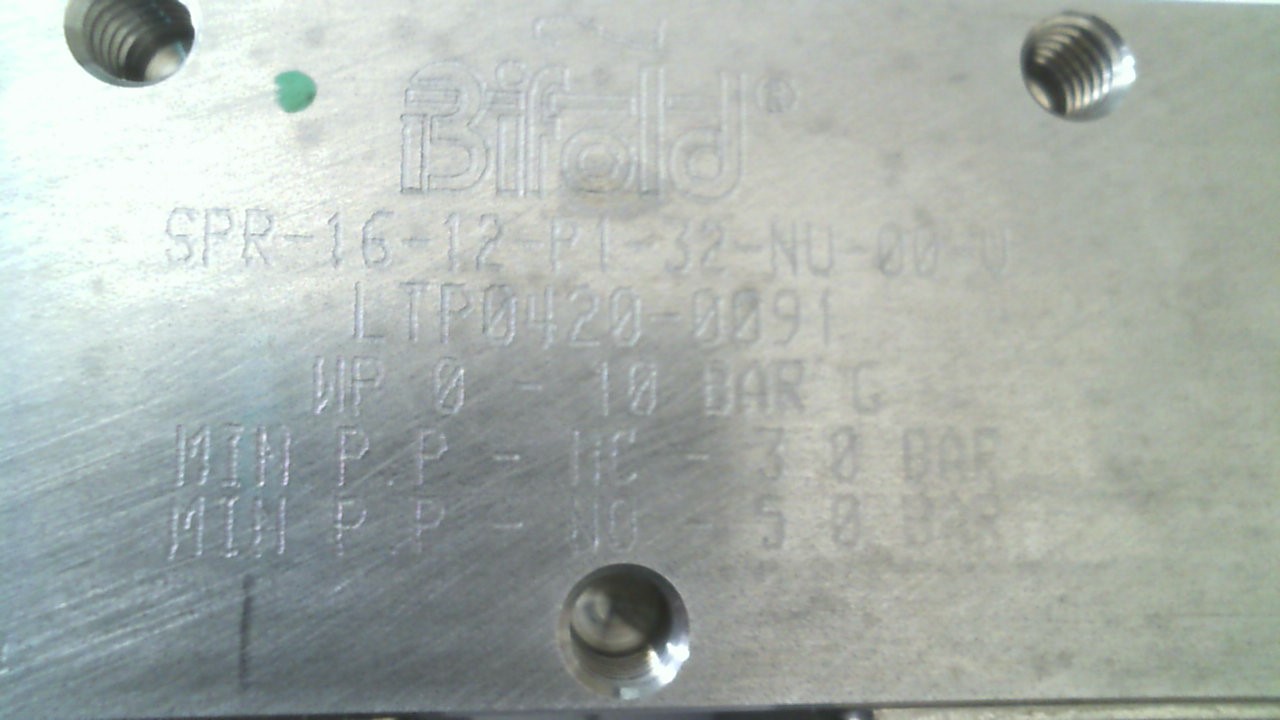 Bifold®
SPR-16-12-P1-32-NU-00-V
LTP0420-0091
WP 0 - 10 BAR G
MIN P.P - NC - 3.0 BAR
MIN P.P - NO - 5.0 BAR